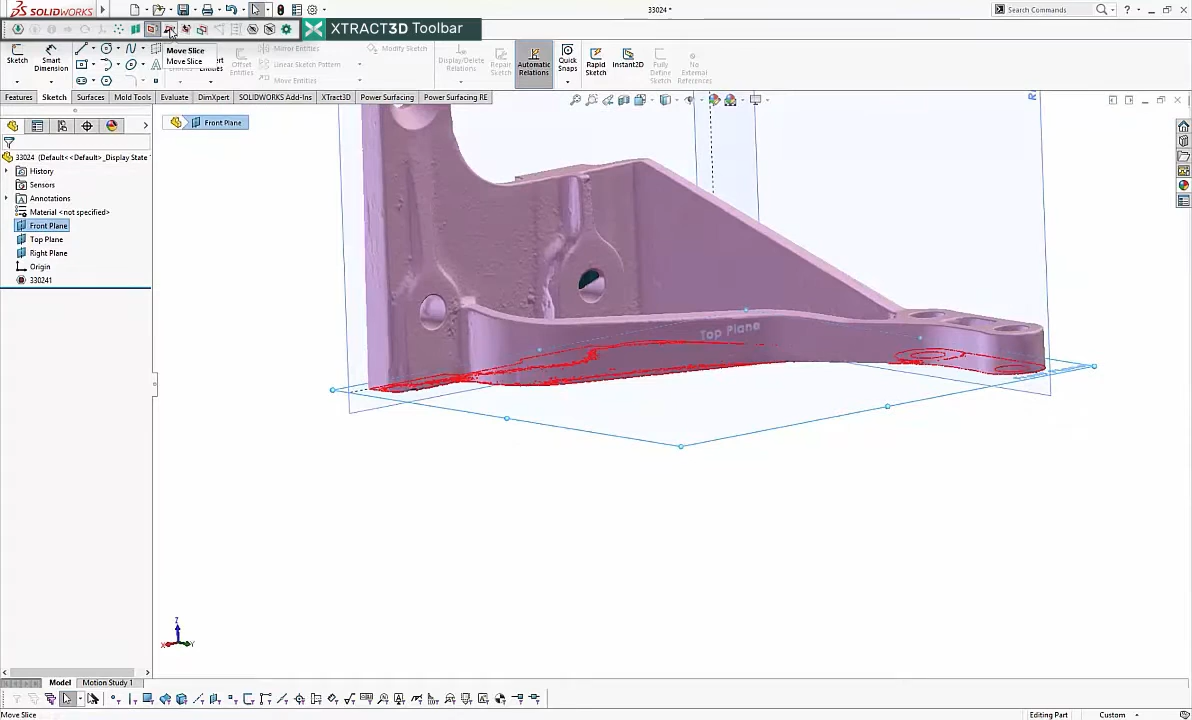 SOLIDWORKS
33024 *
Search Commands
XTRACT3D Toolbar
Move Slice
Move Slice
Sketch
Smart
Dimension
Offset
Entities
Mirror Entities
Linear Sketch Pattern
Move Entities
Modify Sketch
Display/Delete
Relations
Repair
Sketch
Automatic
Relations
Quick
Snaps
Rapid
Sketch
Instant2D
Fully
Define
Sketch
No
External
References
Features
Sketch
Surfaces
Mold Tools
Evaluate
DimXpert
SOLIDWORKS Add-Ins
XTract3D
Power Surfacing
Power Surfacing RE
Front Plane
33024 (Default<<Default>_Display State
History
Sensors
Annotations
Material <not specified>
Front Plane
Top Plane
Right Plane
Origin
330241
Top Plane
R
Z
X
Y
Model
Motion Study 1
Move Slice
Editing Part
Custom